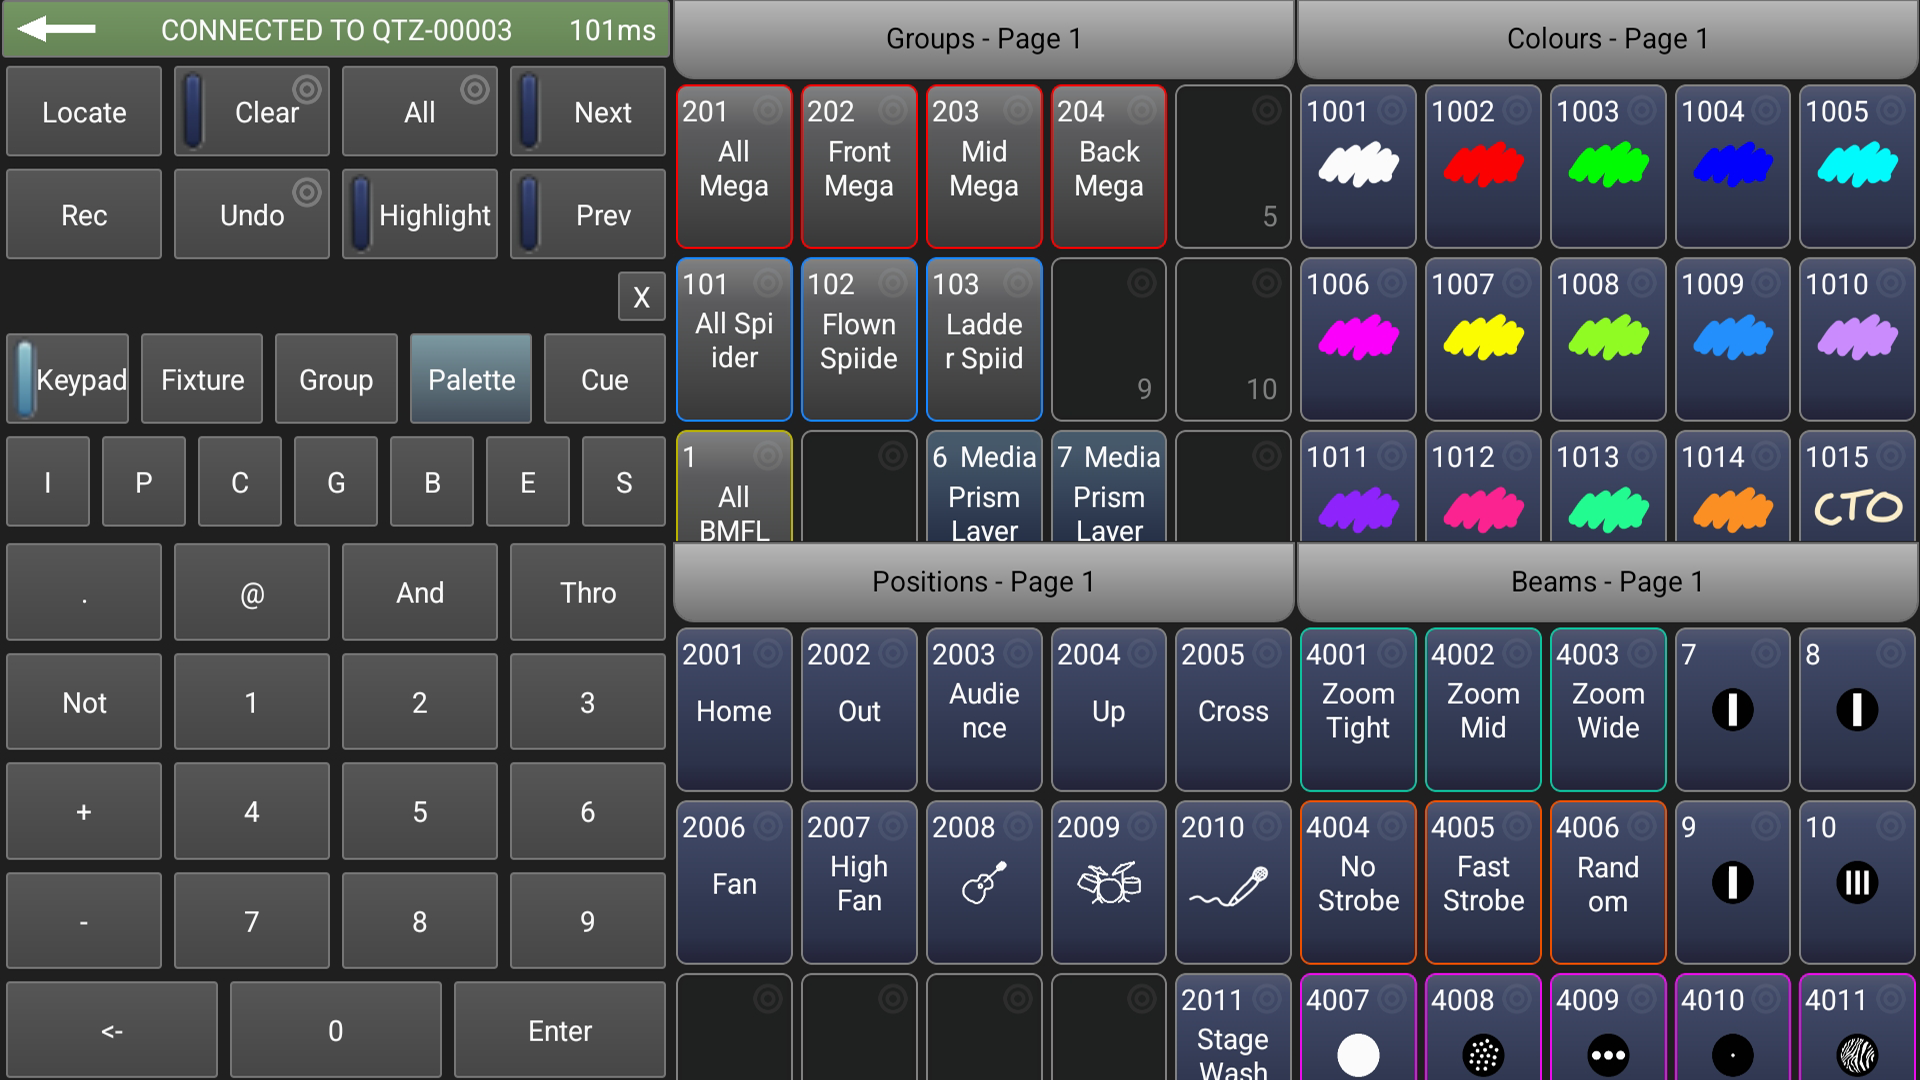 CONNECTED TO QTZ-00003 101ms
Locate Clear All Next
Rec Undo Highlight Prev
X
Keypad Fixture Group Palette Cue
I P C G B E S
. @ And Thro
Not 1 2 3
+ 4 5 6
- 7 8 9
<- 0 Enter
Groups - Page 1
201 202 203 204
All Front Mid Back
Mega Mega Mega Mega
5
101 102 103
All Spi Flown Ladde
ider Spiide r Spiid
9 10
1 6 Media 7 Media
All Prism Prism
BMFL Layer Layer
Colours - Page 1
1001 1002 1003 1004 1005
1006 1007 1008 1009 1010
1011 1012 1013 1014 1015
CTO
Positions - Page 1
2001 2002 2003 2004 2005
Home Out Audie Up Cross
nce
2006 2007 2008 2009 2010
Fan High
Fan
2011
Stage
Wash
Beams - Page 1
4001 4002 4003 7 8
Zoom Zoom Zoom
Tight Mid Wide
4004 4005 4006 9 10
No Fast Rand
Strobe Strobe om
4007 4008 4009 4010 4011